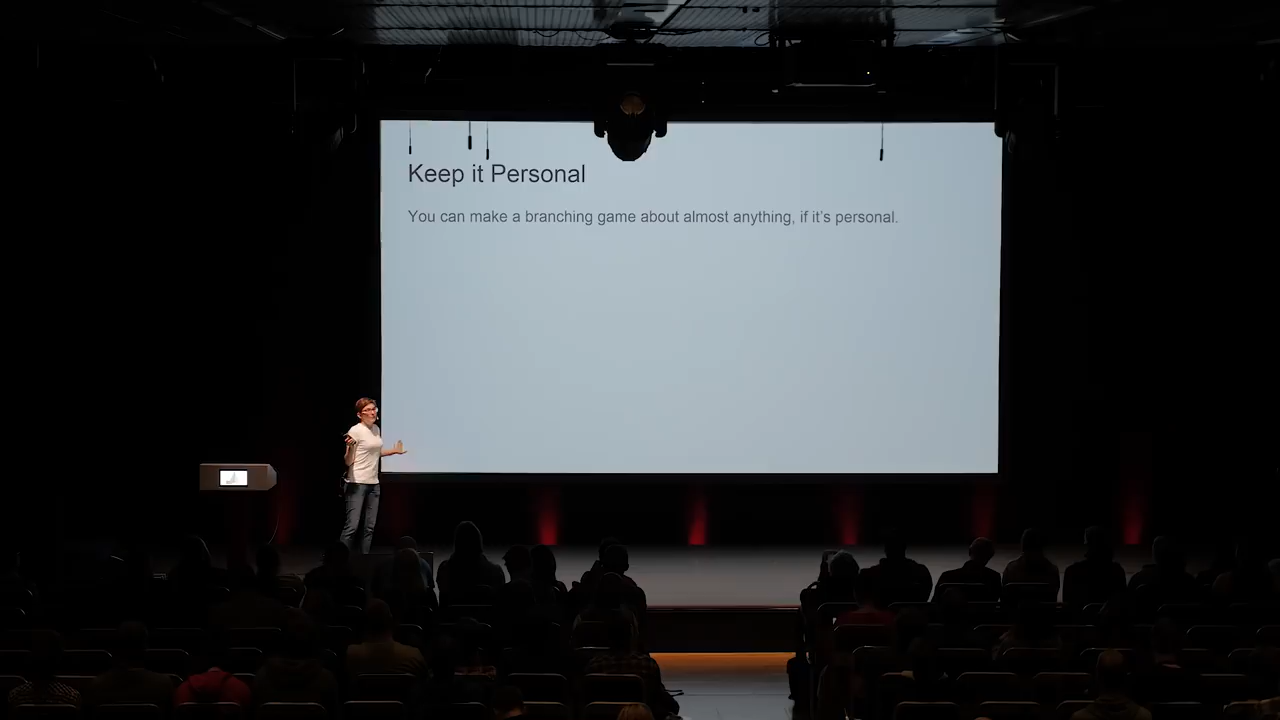 Keep it Personal
You can make a branching game about almost anything, if it’s personal.